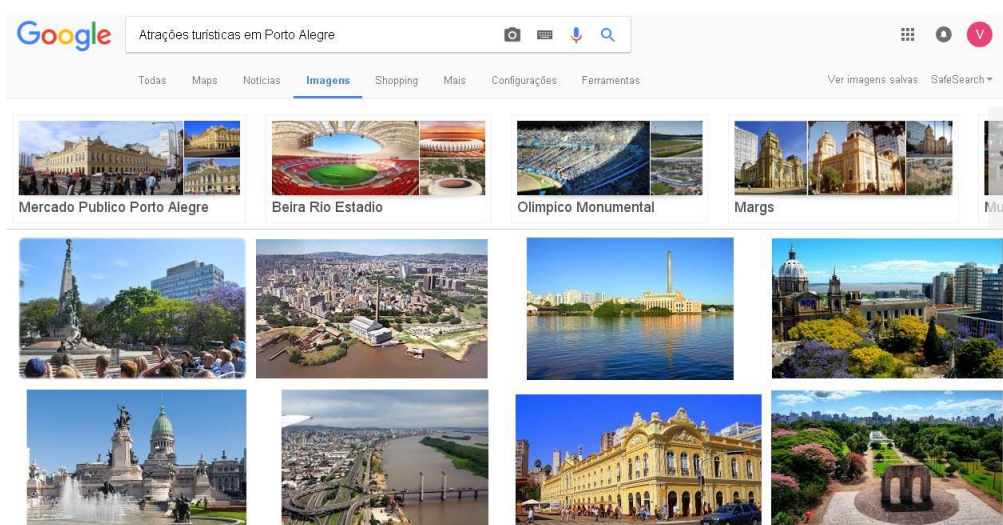 Google
Atrações turísticas em Porto Alegre
V
Todas Maps Notícias Imagens Shopping Mais Configurações Ferramentas Ver imagens salvas SafeSearch
Mercado Publico Porto Alegre Beira Rio Estadio Olimpico Monumental Margs Mu